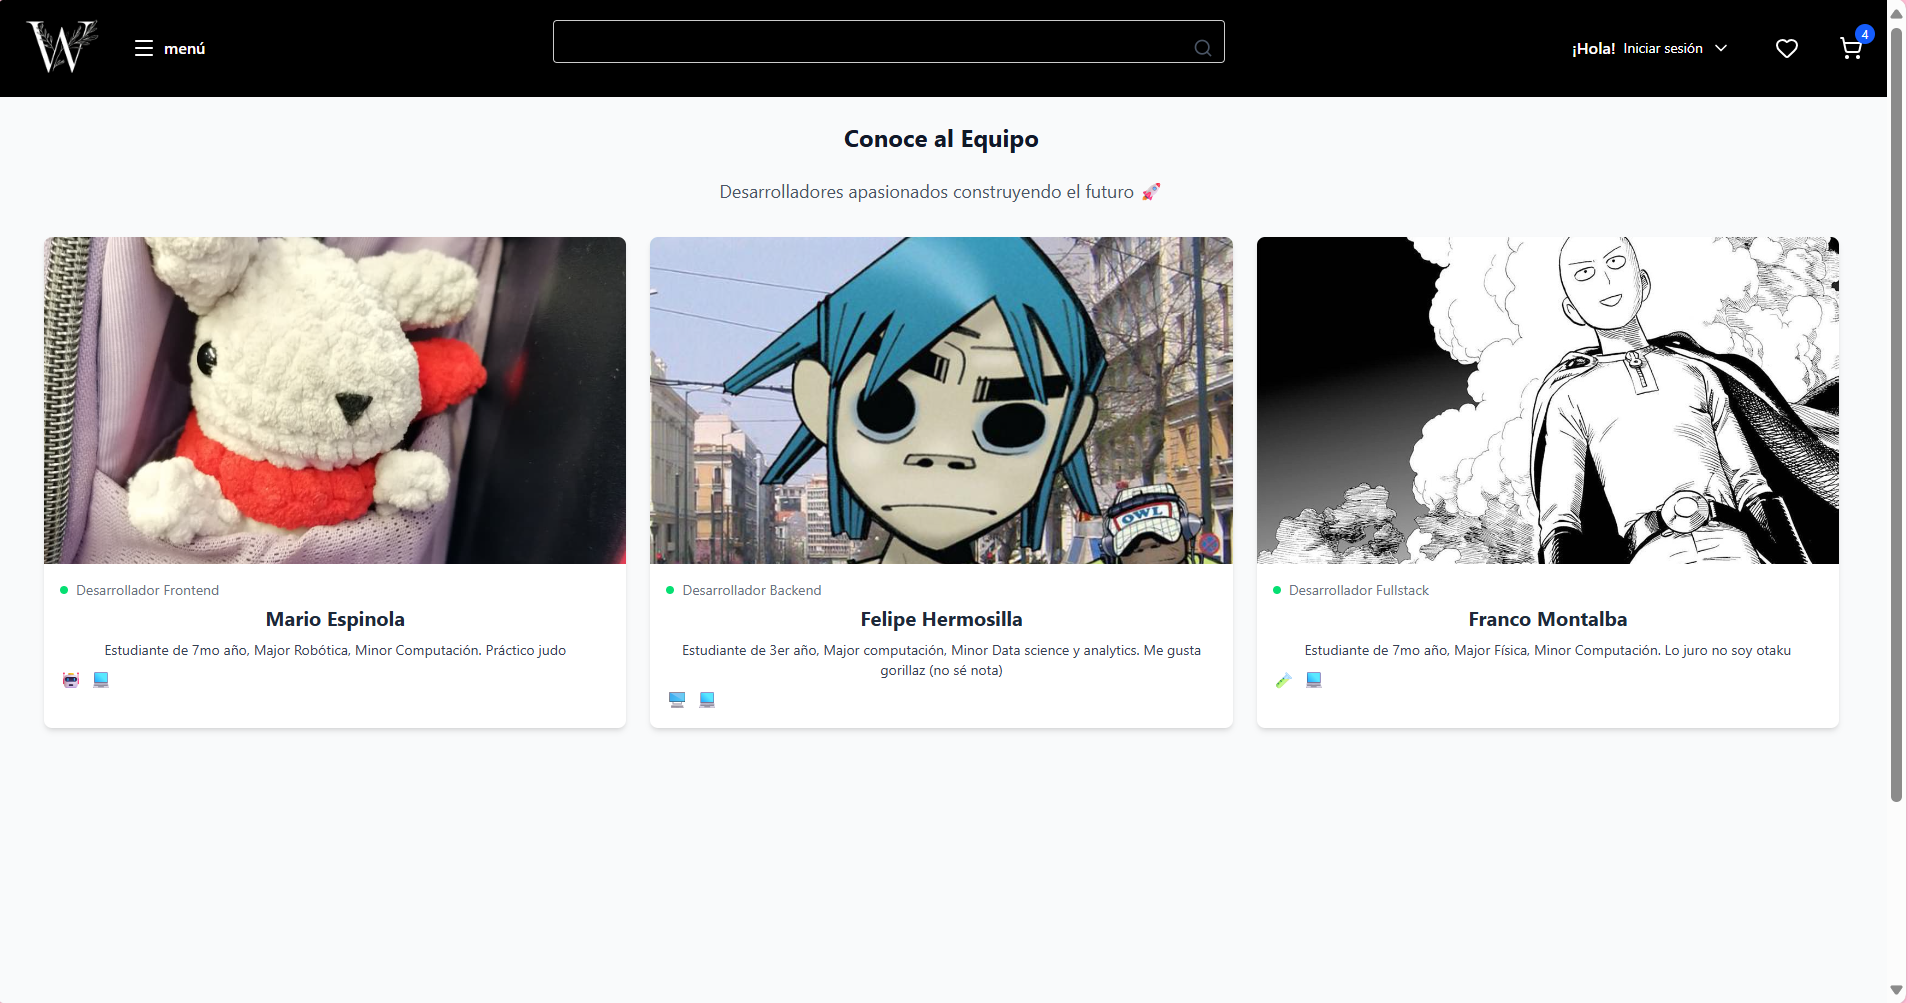 W
menú
¡Hola! Iniciar sesión
4
Conoce al Equipo
Desarrolladores apasionados construyendo el futuro 🚀
OWL
Desarrollador Frontend
Mario Espinola
Estudiante de 7mo año, Major Robótica, Minor Computación. Práctico judo
Desarrollador Backend
Felipe Hermosilla
Estudiante de 3er año, Major computación, Minor Data science y analytics. Me gusta
gorillaz (no sé nota)
Desarrollador Fullstack
Franco Montalba
Estudiante de 7mo año, Major Física, Minor Computación. Lo juro no soy otaku